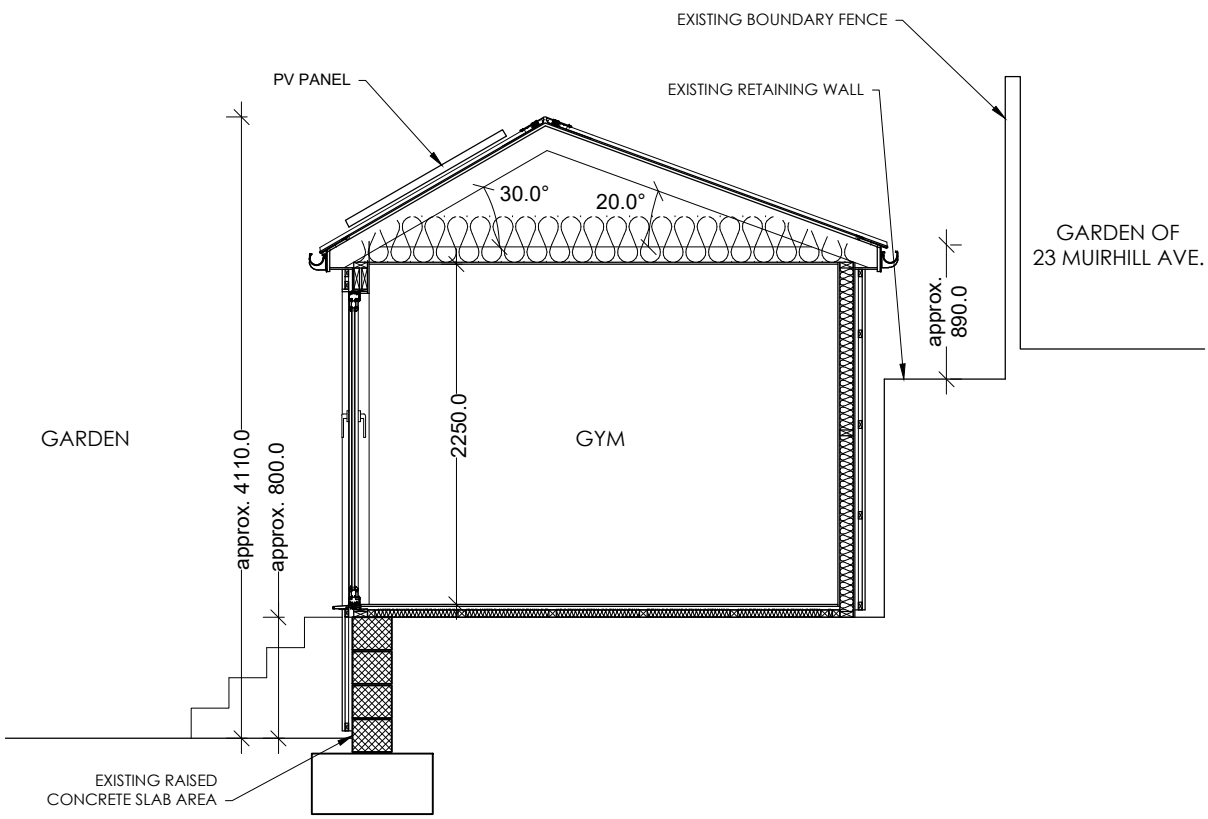 EXISTING BOUNDARY FENCE
PV PANEL
EXISTING RETAINING WALL
30.0°
20.0°
GARDEN OF
23 MUIRHILL AVE.
approx.
890.0
approx. 4110.0
approx. 800.0
2250.0
GARDEN
GYM
EXISTING RAISED
CONCRETE SLAB AREA